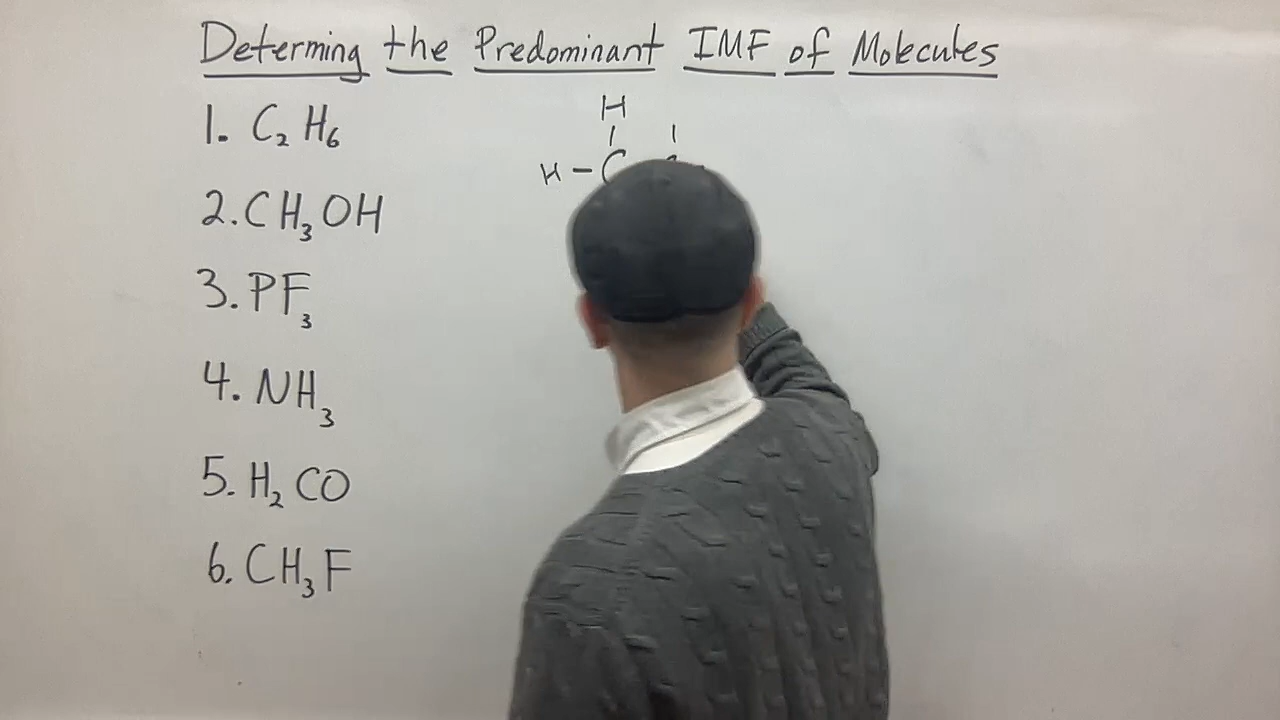 Determing the Predominant IMF of Molecules
1. C₂H₆
2. CH₃OH
3. PF₃
4. NH₃
5. H₂CO
6. CH₃F
H
H-C